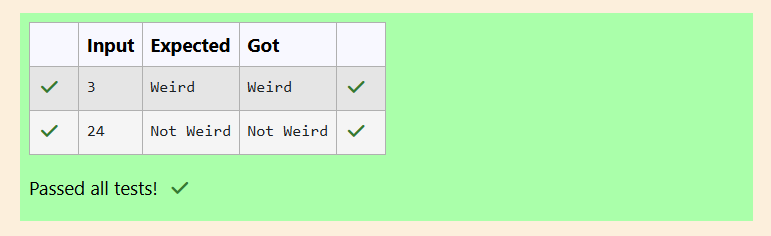 Input Expected Got
3 Weird Weird
24 Not Weird Not Weird
Passed all tests!